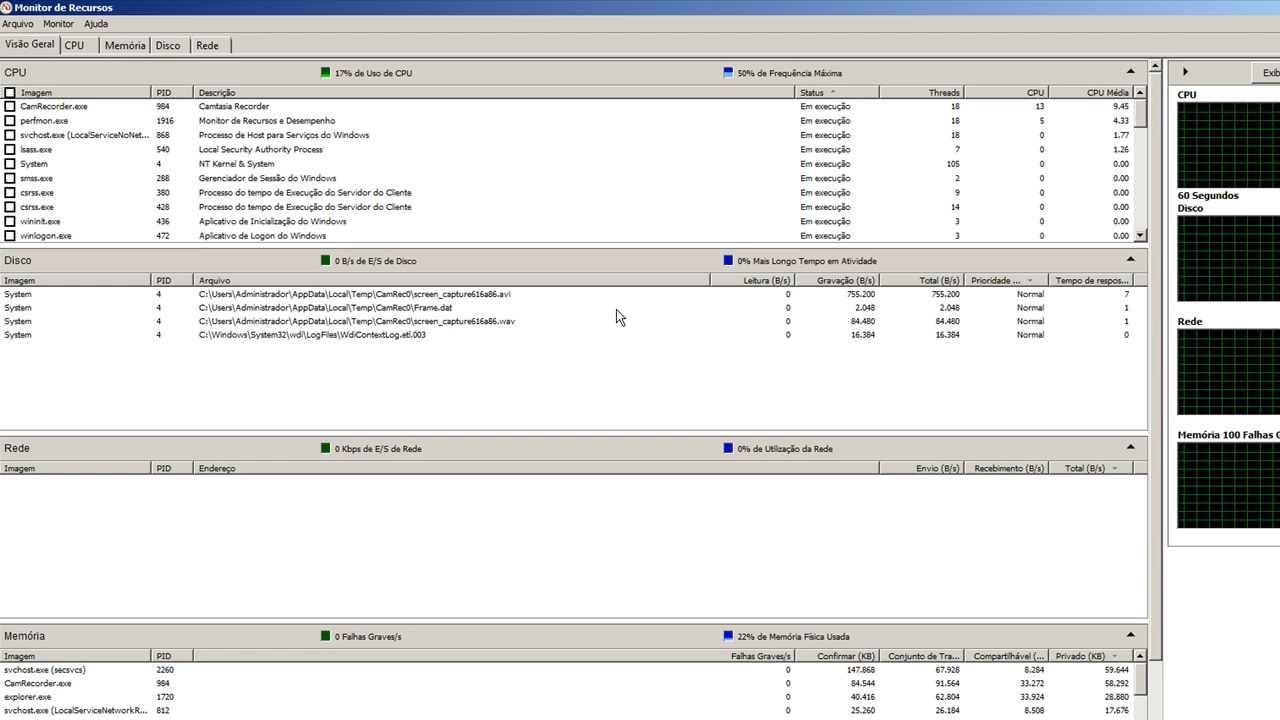 Monitor de Recursos
Arquivo Monitor Ajuda
Visão Geral CPU Memória Disco Rede
CPU 17% de Uso de CPU 50% de Frequência Máxima
Imagem PID Descrição Status Threads CPU CPU Média
CamRecorder.exe 984 Camtasia Recorder Em execução 18 13 9.45
perfmon.exe 1916 Monitor de Recursos e Desempenho Em execução 18 5 4.33
svchost.exe (LocalServiceNoNet... 868 Processo de Host para Serviços do Windows Em execução 18 0 1.77
lsass.exe 540 Local Security Authority Process Em execução 7 0 1.26
System 4 NT Kernel & System Em execução 105 0 0.00
smss.exe 288 Gerenciador de Sessão do Windows Em execução 2 0 0.00
csrss.exe 380 Processo do tempo de Execução do Servidor do Cliente Em execução 9 0 0.00
csrss.exe 428 Processo do tempo de Execução do Servidor do Cliente Em execução 14 0 0.00
wininit.exe 436 Aplicativo de Inicialização do Windows Em execução 3 0 0.00
winlogon.exe 472 Aplicativo de Logon do Windows Em execução 3 0 0.00
Disco 0 B/s de E/S de Disco 0% Mais Longo Tempo em Atividade
Imagem PID Arquivo Leitura (B/s) Gravação (B/s) Total (B/s) Prioridade ... Tempo de respos...
System 4 C:\Users\Administrador\AppData\Local\Temp\CamRec0\screen_capture616a86.avi 0 755.200 755.200 Normal 7
System 4 C:\Users\Administrador\AppData\Local\Temp\CamRec0\Frame.dat 0 2.048 2.048 Normal 1
System 4 C:\Users\Administrador\AppData\Local\Temp\CamRec0\screen_capture616a86.wav 0 84.480 84.480 Normal 1
System 4 C:\Windows\System32\wdi\LogFiles\WdiContextLog.etl.003 0 16.384 16.384 Normal 0
Rede 0 Kbps de E/S de Rede 0% de Utilização da Rede
Imagem PID Endereço Envio (B/s) Recebimento (B/s) Total (B/s)
Memória 0 Falhas Graves/s 22% de Memória Física Usada
Imagem PID Falhas Graves/s Confirmar (KB) Conjunto de Tra... Compartilhável (... Privado (KB)
svchost.exe (secsvcs) 2260 0 147.868 67.928 8.284 59.644
CamRecorder.exe 984 0 84.544 91.564 33.272 58.292
explorer.exe 1720 0 40.416 62.804 33.924 28.880
svchost.exe (LocalServiceNetworkR... 812 0 25.260 26.184 8.508 17.676
Exib
CPU
60 Segundos
Disco
Rede
Memória 100 Falhas G